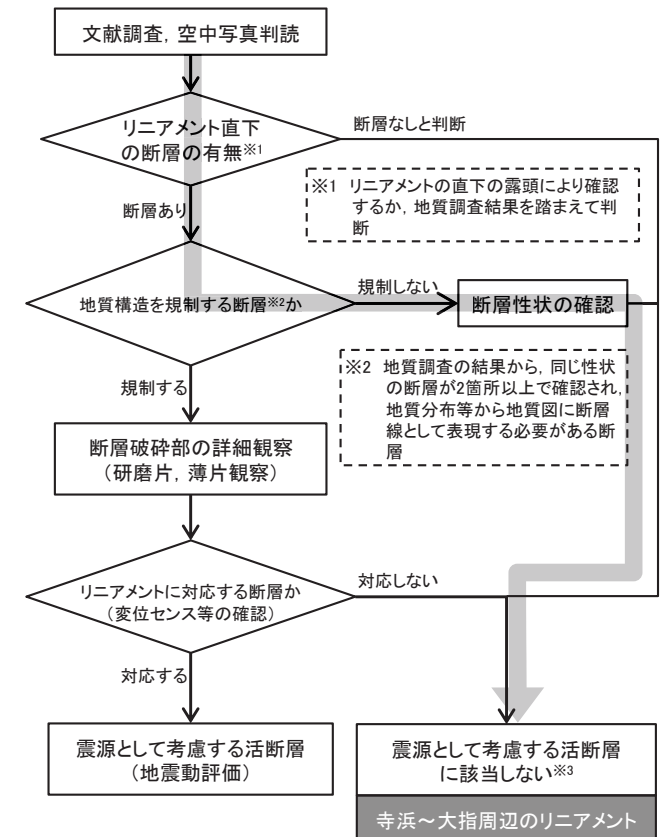 文献調査，空中写真判読
リニアメント直下
の断層の有無※1
断層なしと判断
※1 リニアメントの直下の露頭により確認
するか，地質調査結果を踏まえて判
断
断層あり
地質構造を規制する断層※2か
規制しない
断層性状の確認
※2 地質調査の結果から，同じ性状
の断層が2箇所以上で確認され，
地質分布等から地質図に断層
線として表現する必要がある断
層
規制する
断層破砕部の詳細観察
（研磨片，薄片観察）
リニアメントに対応する断層か
（変位センス等の確認）
対応しない
対応する
震源として考慮する活断層
（地震動評価）
震源として考慮する活断層
に該当しない※3
寺浜～大指周辺のリニアメント